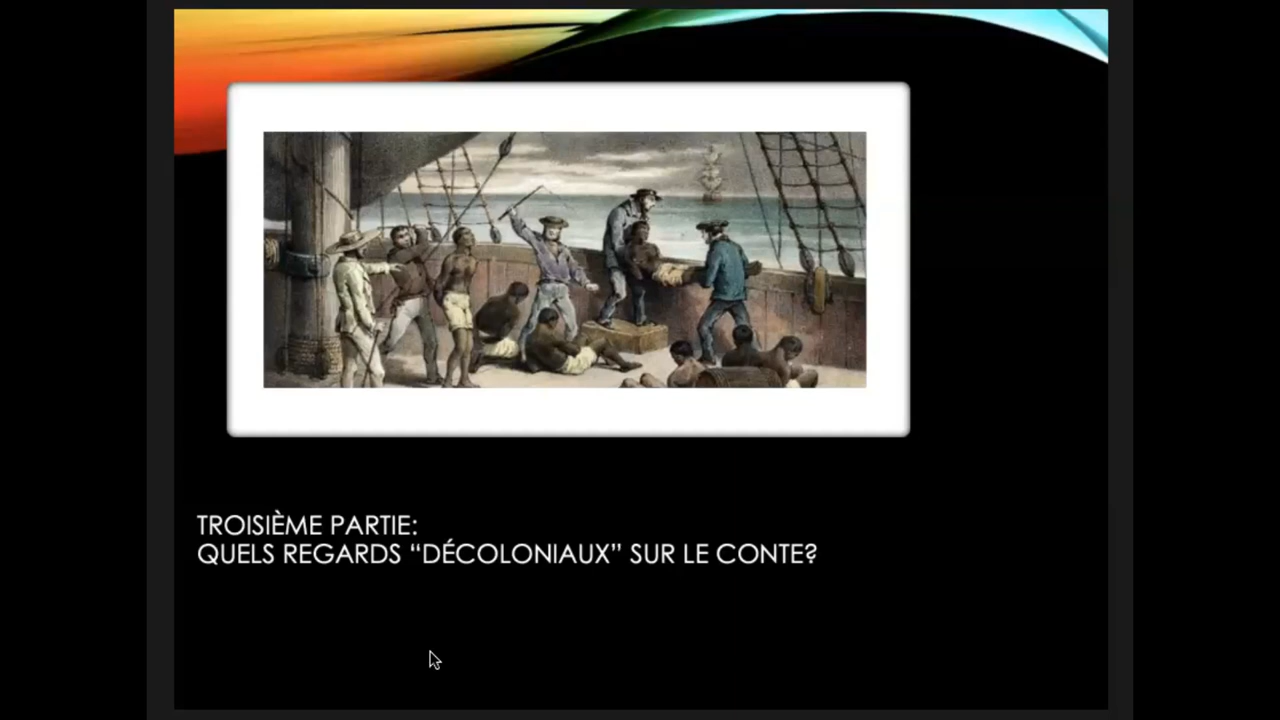 TROISIÈME PARTIE:
QUELS REGARDS “DÉCOLONIAUX” SUR LE CONTE?